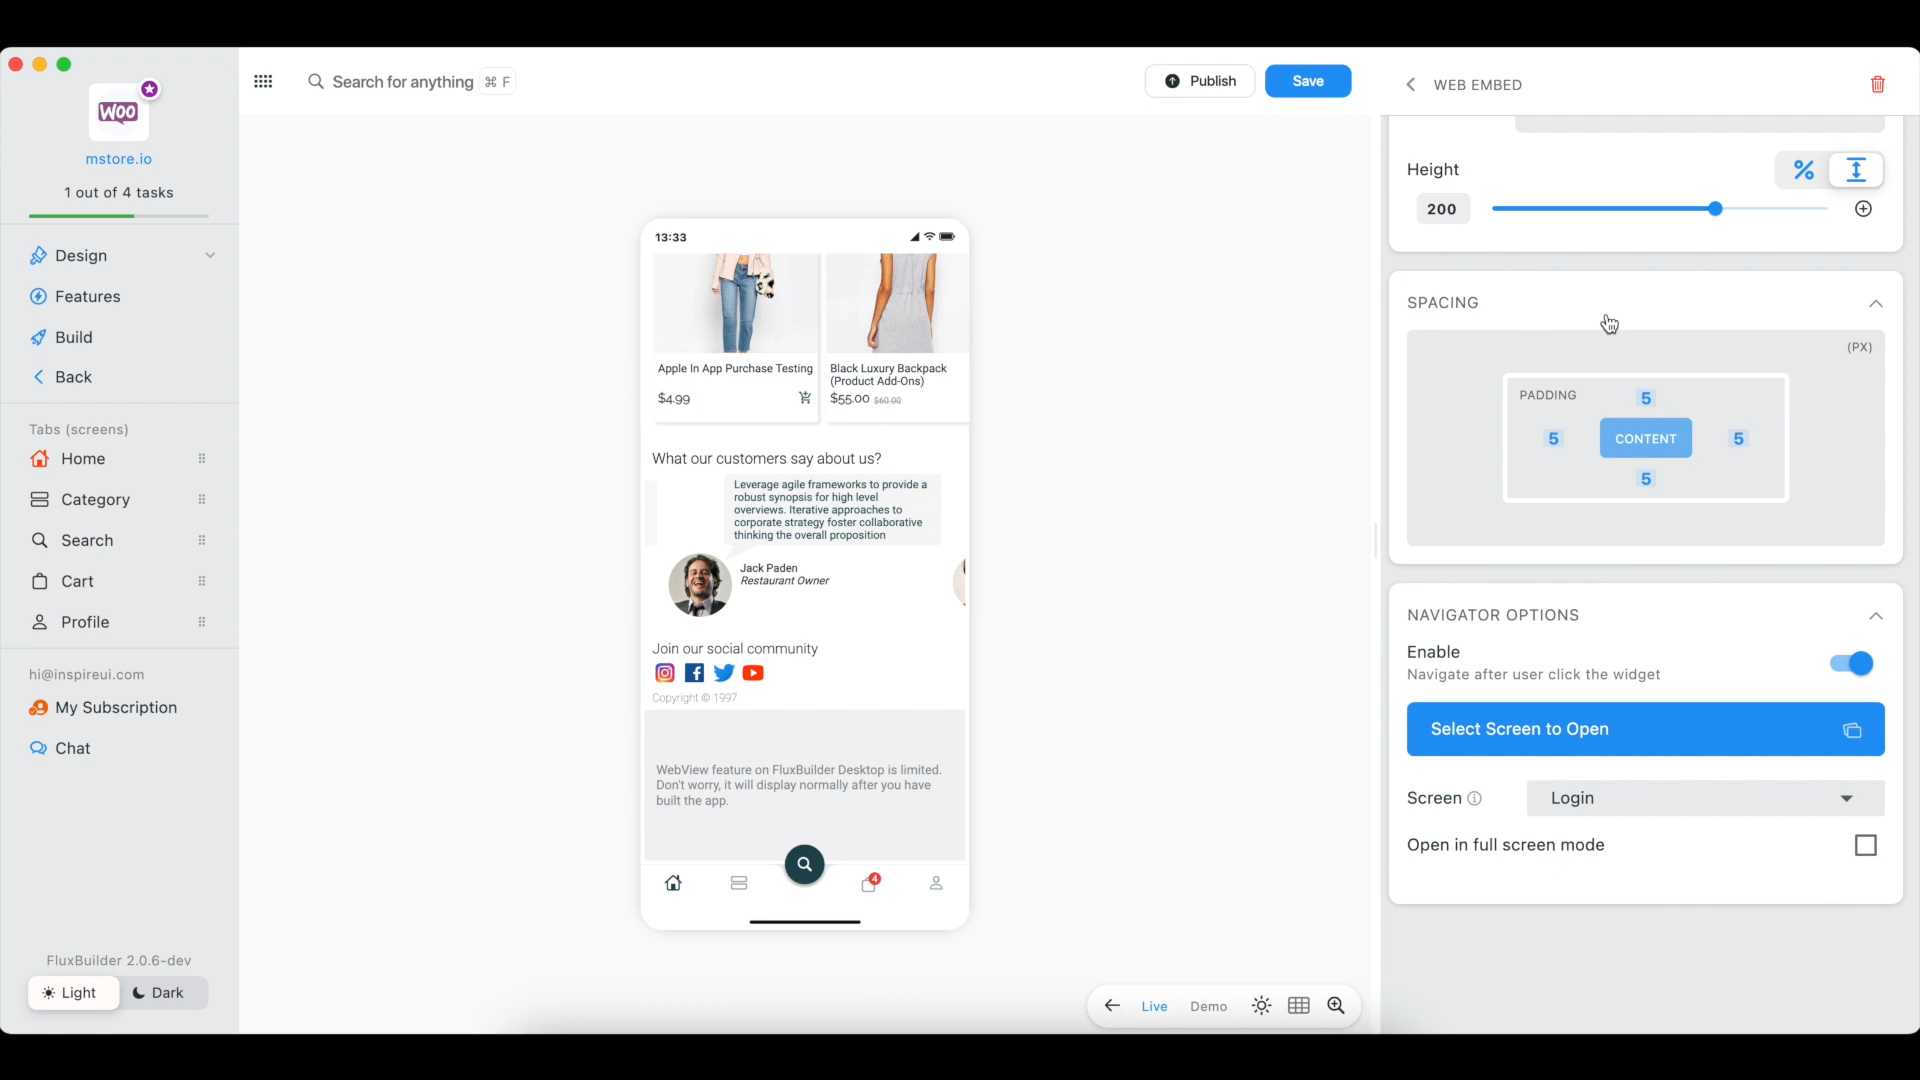 WOO
mstore.io
1 out of 4 tasks
Design
Features
Build
Back
Tabs (screens)
Home
Category
Search
Cart
Profile
hi@inspireui.com
My Subscription
Chat
FluxBuilder 2.0.6-dev
Light
Dark
Search for anything ⌘ F
Publish
Save
13:33
Apple In App Purchase Testing
$4.99
Black Luxury Backpack
(Product Add-Ons)
$55.00 $60.00
What our customers say about us?
Leverage agile frameworks to provide a
robust synopsis for high level
overviews. Iterative approaches to
corporate strategy foster collaborative
thinking the overall proposition
Jack Paden
Restaurant Owner
Join our social community
Copyright © 1997
WebView feature on FluxBuilder Desktop is limited.
Don't worry, it will display normally after you have
built the app.
4
Live
Demo
WEB EMBED
Height
%
200
SPACING
(PX)
PADDING
5
5
CONTENT
5
5
NAVIGATOR OPTIONS
Enable
Navigate after user click the widget
Select Screen to Open
Screen
Login
Open in full screen mode